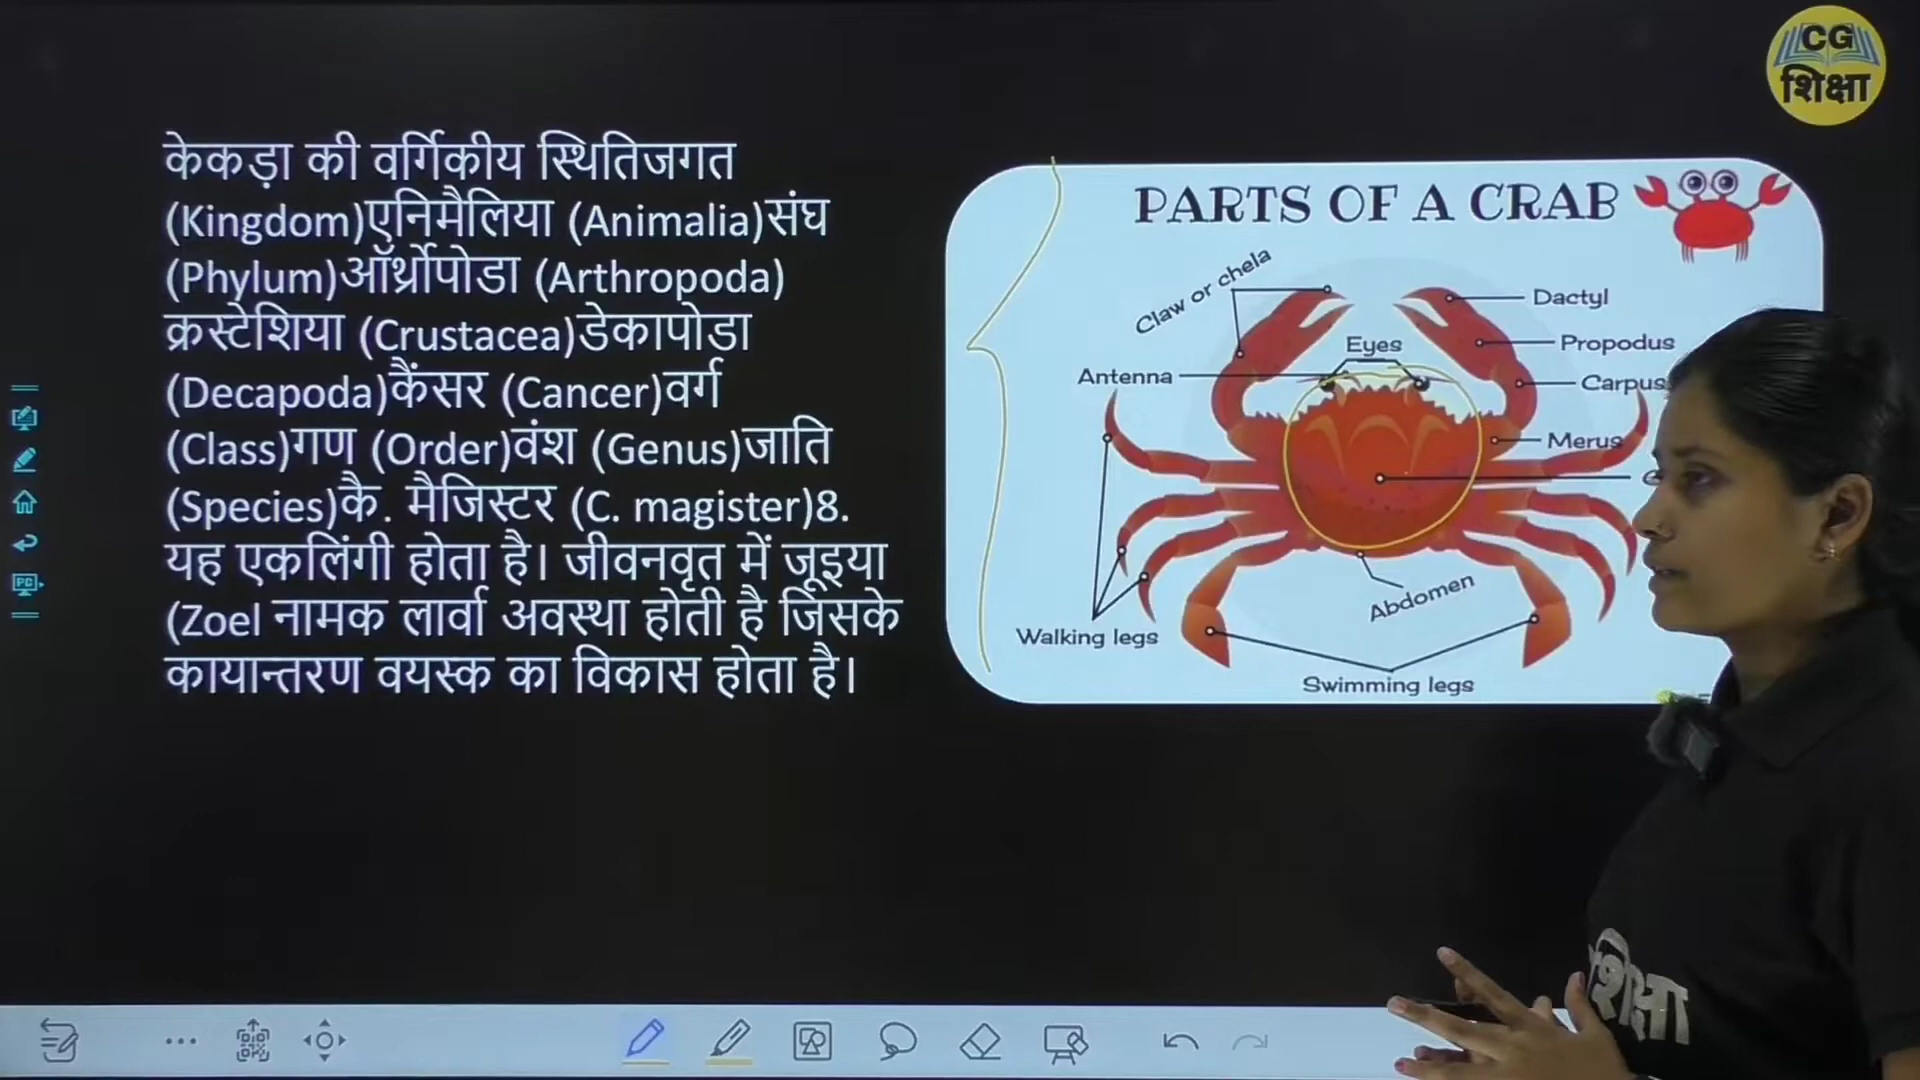 CG
शिक्षा
केकड़ा की वर्गिकीय स्थितिजगत
(Kingdom)एनिमैलिया (Animalia)संघ
(Phylum)ऑर्थ्रोपोडा (Arthropoda)
क्रस्टेशिया (Crustacea)डेकापोडा
(Decapoda)कैंसर (Cancer)वर्ग
(Class)गण (Order)वंश (Genus)जाति
(Species)कै. मैजिस्टर (C. magister)8.
यह एकलिंगी होता है। जीवनवृत में जूइया
(Zoel नामक लार्वा अवस्था होती है जिसके
कायान्तरण वयस्क का विकास होता है।
PARTS OF A CRAB
Claw or chela
Dactyl
Eyes
Propodus
Antenna
Carpus
Merus
Abdomen
Walking legs
Swimming legs
शिक्षा